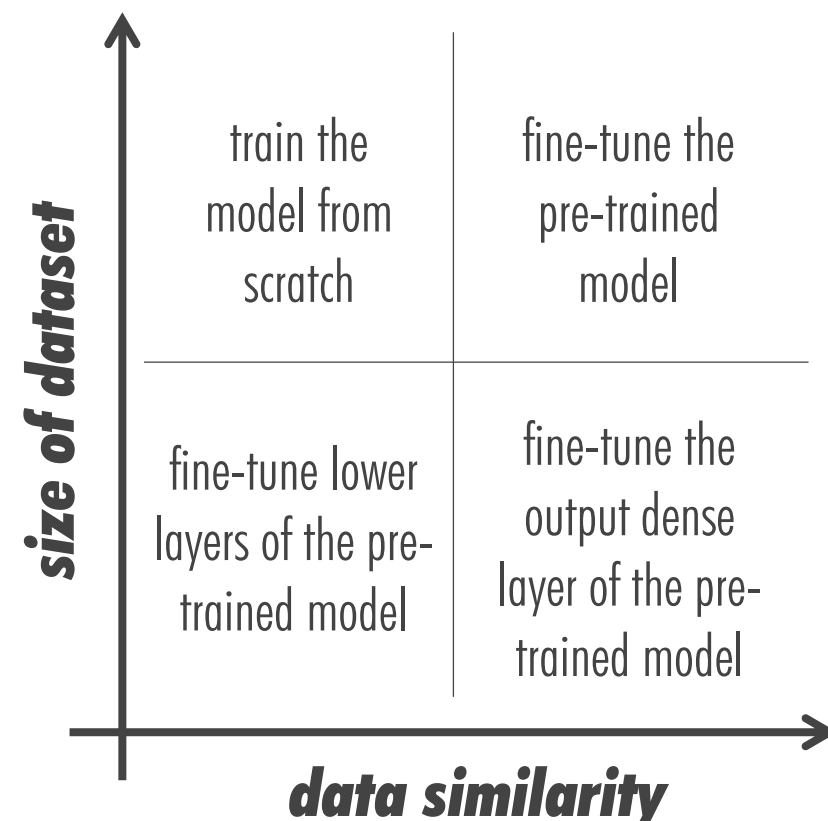 size of dataset
train the
model from
scratch
fine-tune the
pre-trained
model
fine-tune lower
layers of the pre-
trained model
fine-tune the
output dense
layer of the pre-
trained model
data similarity